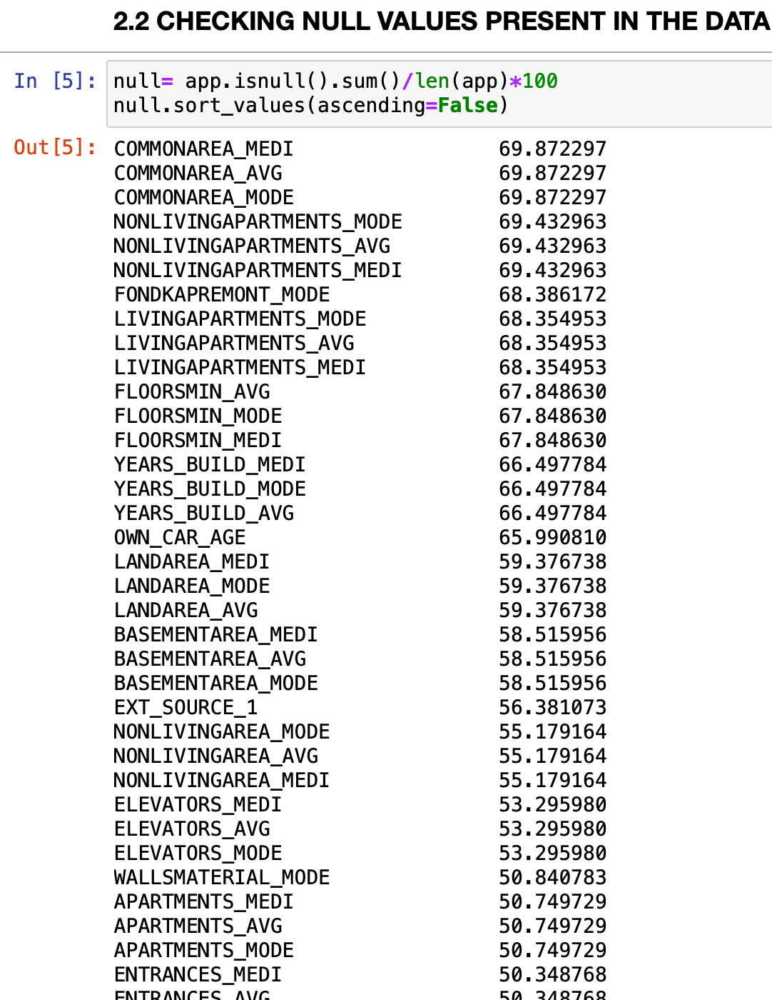 2.2 CHECKING NULL VALUES PRESENT IN THE DATA
In [5]: null= app.isnull().sum()/len(app)*100
null.sort_values(ascending=False)
Out[5]: COMMONAREA_MEDI 69.872297
COMMONAREA_AVG 69.872297
COMMONAREA_MODE 69.872297
NONLIVINGAPARTMENTS_MODE 69.432963
NONLIVINGAPARTMENTS_AVG 69.432963
NONLIVINGAPARTMENTS_MEDI 69.432963
FONDKAPREMONT_MODE 68.386172
LIVINGAPARTMENTS_MODE 68.354953
LIVINGAPARTMENTS_AVG 68.354953
LIVINGAPARTMENTS_MEDI 68.354953
FLOORSMIN_AVG 67.848630
FLOORSMIN_MODE 67.848630
FLOORSMIN_MEDI 67.848630
YEARS_BUILD_MEDI 66.497784
YEARS_BUILD_MODE 66.497784
YEARS_BUILD_AVG 66.497784
OWN_CAR_AGE 65.990810
LANDAREA_MEDI 59.376738
LANDAREA_MODE 59.376738
LANDAREA_AVG 59.376738
BASEMENTAREA_MEDI 58.515956
BASEMENTAREA_AVG 58.515956
BASEMENTAREA_MODE 58.515956
EXT_SOURCE_1 56.381073
NONLIVINGAREA_MODE 55.179164
NONLIVINGAREA_AVG 55.179164
NONLIVINGAREA_MEDI 55.179164
ELEVATORS_MEDI 53.295980
ELEVATORS_AVG 53.295980
ELEVATORS_MODE 53.295980
WALLSMATERIAL_MODE 50.840783
APARTMENTS_MEDI 50.749729
APARTMENTS_AVG 50.749729
APARTMENTS_MODE 50.749729
ENTRANCES_MEDI 50.348768
ENTRANCES_AVG 50.348768